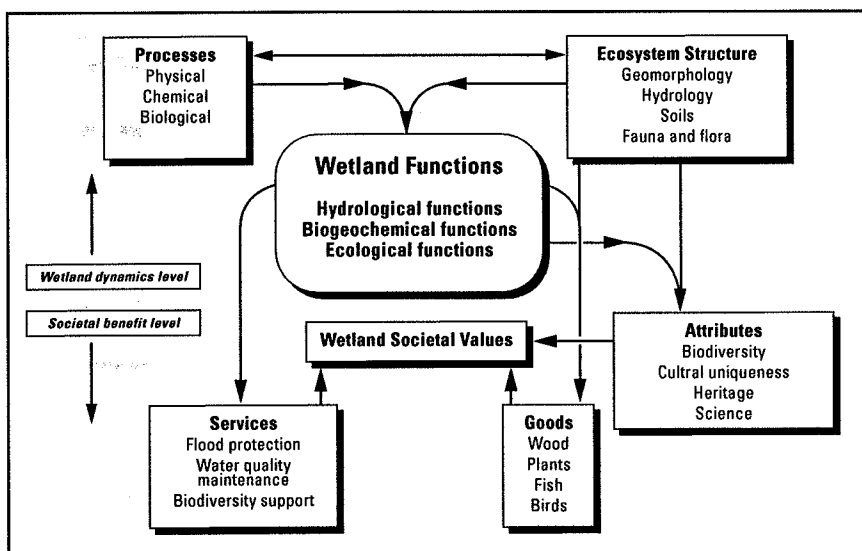 Processes
Physical
Chemical
Biological
Ecosystem Structure
Geomorphology
Hydrology
Soils
Fauna and flora
Wetland Functions
Hydrological functions
Biogeochemical functions
Ecological functions
Wetland dynamics level
Societal benefit level
Wetland Societal Values
Attributes
Biodiversity
Cultral uniqueness
Heritage
Science
Services
Flood protection
Water quality
maintenance
Biodiversity support
Goods
Wood
Plants
Fish
Birds